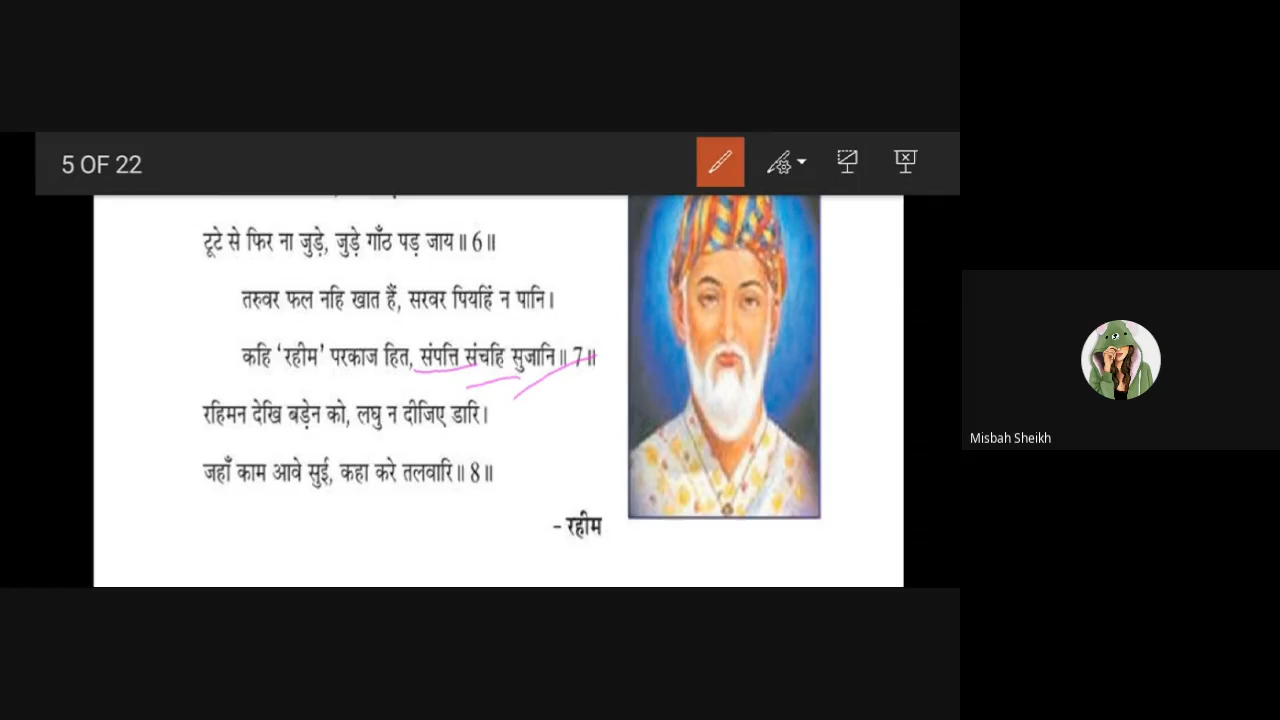 5 OF 22
टूटे से फिर ना जुड़े, जुड़े गाँठ पड़ जाय॥ 6॥
तरुवर फल नहि खात हैं, सरवर पियहिं न पानि।
कहि ‘रहीम’ परकाज हित, संपत्ति संचहि सुजानि॥ 7॥
रहिमन देखि बड़ेन को, लघु न दीजिए डारि।
जहाँ काम आवे सुई, कहा करे तलवारि॥ 8॥
– रहीम
Misbah Sheikh